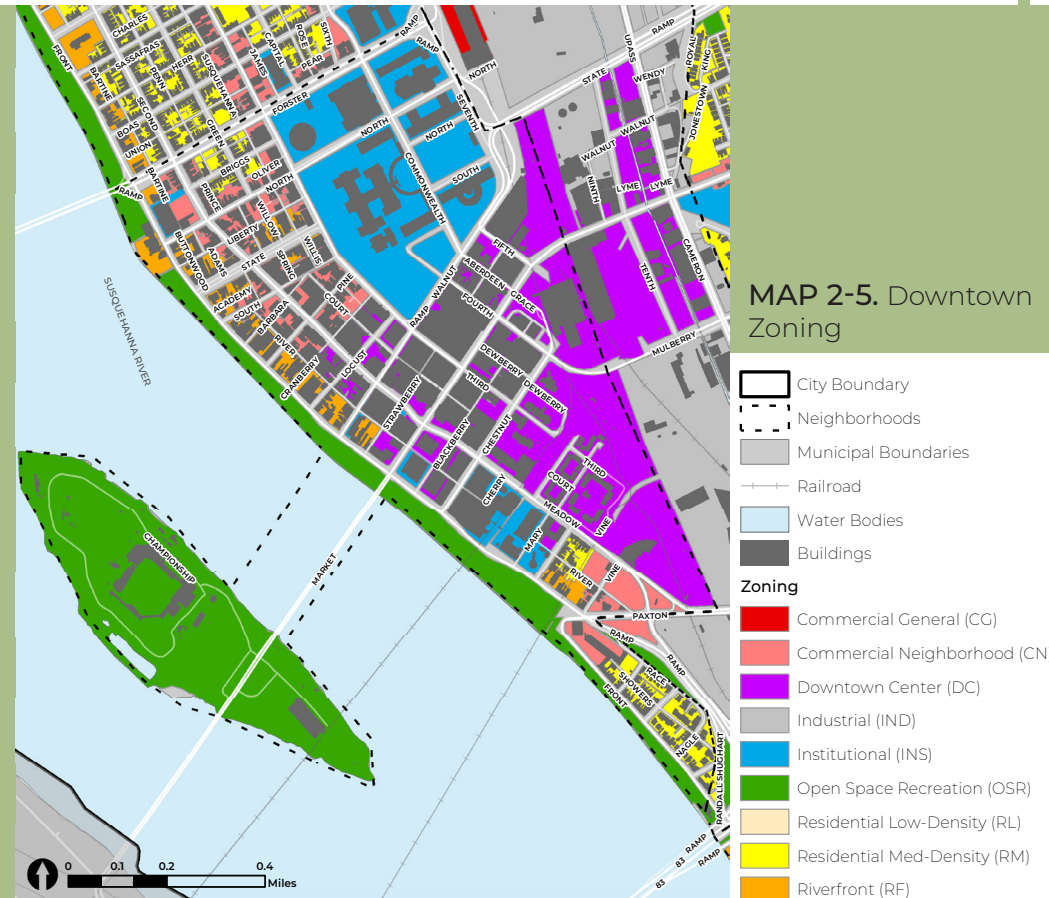 MAP 2-5. Downtown
Zoning
City Boundary
Neighborhoods
Municipal Boundaries
Railroad
Water Bodies
Buildings
Zoning
Commercial General (CG)
Commercial Neighborhood (CN
Downtown Center (DC)
Industrial (IND)
Institutional (INS)
Open Space Recreation (OSR)
Residential Low-Density (RL)
Residential Med-Density (RM)
Riverfront (RF)
CHARLES
SASSAFRAS
FRONT
BARTINE
PENN
HERR
SUSQUEHANNA
JAMES
CAPITAL
ROSE
SIXTH
PEAR
RAMP
RAMP
NORTH
SECOND
BOAS
UNION
GREEN
FORSTER
BRIGGS
OLIVER
NORTH
NORTH
NORTH
SEVENTH
COMMONWEALTH
SOUTH
STATE
UPASS
RAMP
WENDY
ROYAL
KING
JONESTOWN
WALNUT
WALNUT
NINTH
LYME
LYME
TENTH
CAMERON
MULBERRY
RAMP
BARTINE
PRINCE
WILLOW
LIBERTY
WILLIS
BUTTONWOOD
ADAMS
STATE
SPRING
PINE
COURT
ACADEMY
SOUTH
BARBARA
RIVER
CRANBERRY
LOCUST
FIFTH
ABERDEEN
GRACE
WALNUT
RAMP
FOURTH
DEWBERRY
DEWBERRY
THIRD
STRAWBERRY
BLACKBERRY
CHESTNUT
CHERRY
THIRD
COURT
MEADOW
VINE
MARY
RIVER
VINE
PAXTON
RAMP
RAMP
RACE
SHOWERS
FRONT
NAGLE
RANDALL SHUGHART
83 RAMP
83 RAMP
SUSQUEHANNA RIVER
CHAMPIONSHIP
MARKET
0 0.1 0.2 0.4
Miles